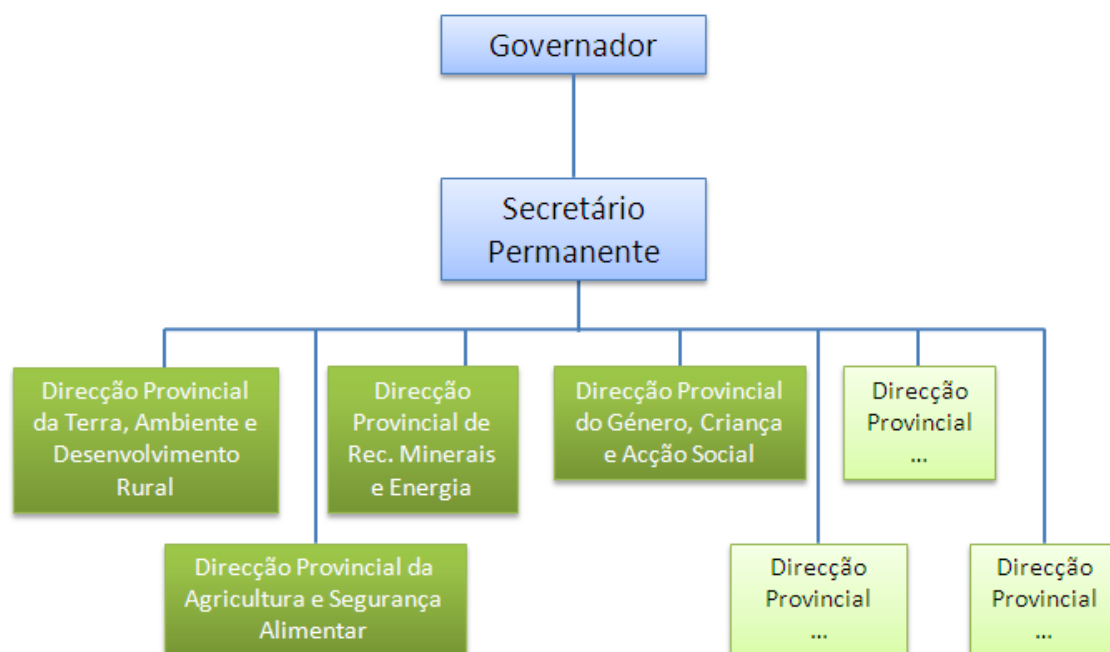 Governador
Secretário
Permanente
Direcção Provincial
da Terra, Ambiente e
Desenvolvimento
Rural
Direcção
Provincial de
Rec. Minerais
e Energia
Direcção Provincial
do Género, Criança
e Acção Social
Direcção
Provincial
...
Direcção Provincial da
Agricultura e Segurança
Alimentar
Direcção
Provincial
...
Direcção
Provincial
...